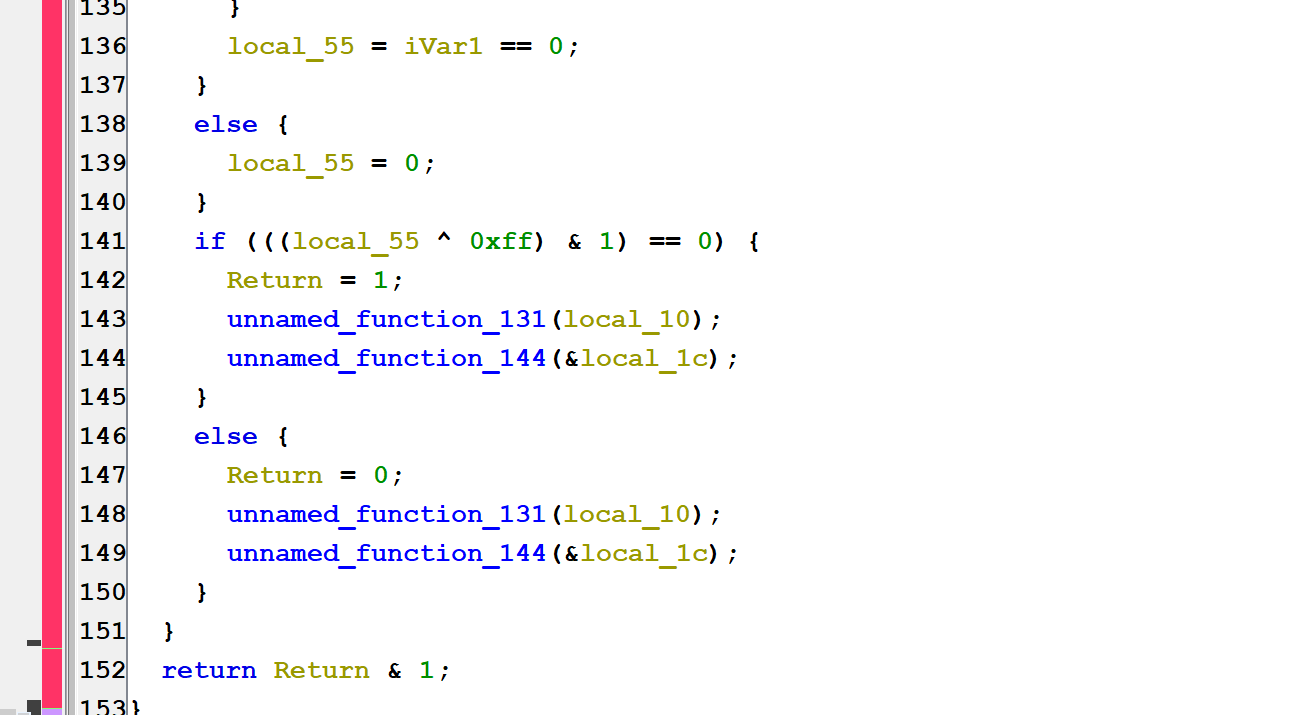 135      }
136      local_55 = iVar1 == 0;
137    }
138    else {
139      local_55 = 0;
140    }
141    if (((local_55 ^ 0xff) & 1) == 0) {
142      Return = 1;
143      unnamed_function_131(local_10);
144      unnamed_function_144(&local_1c);
145    }
146    else {
147      Return = 0;
148      unnamed_function_131(local_10);
149      unnamed_function_144(&local_1c);
150    }
151  }
152  return Return & 1;
153}